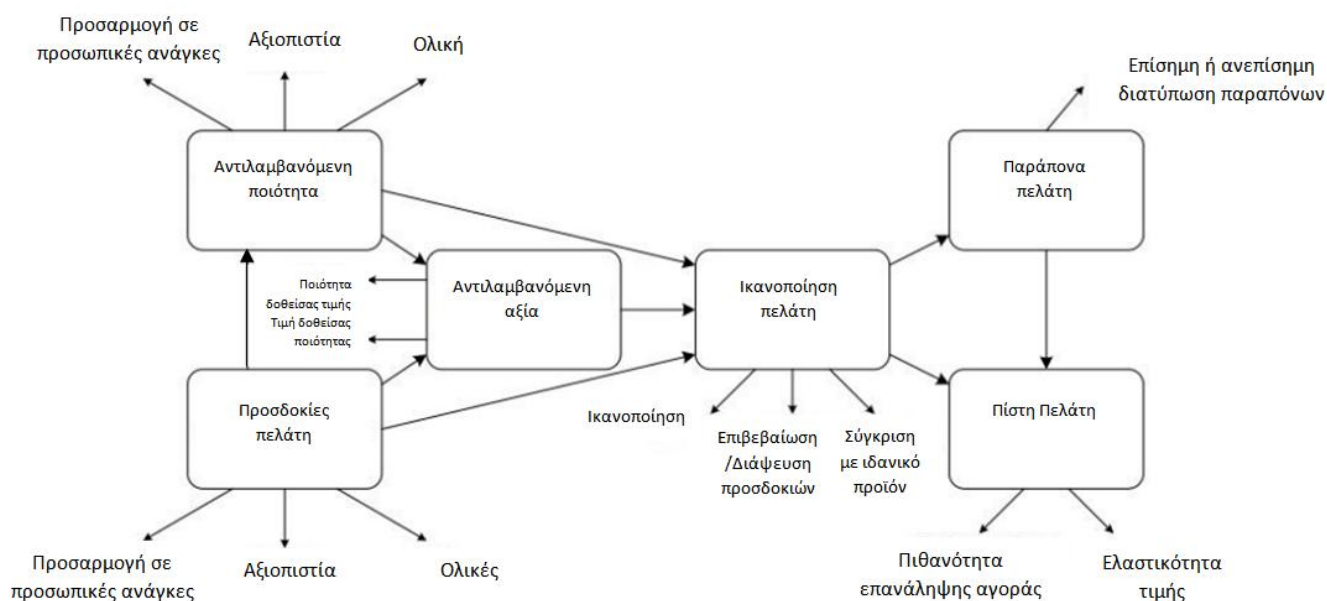 Προσαρμογή σε
προσωπικές ανάγκες
Αξιοπιστία
Ολική
Επίσημη ή ανεπίσημη
διατύπωση παραπόνων
Αντιλαμβανόμενη
ποιότητα
Παράπονα
πελάτη
Ποιότητα
δοθείσας τιμής
Τιμή δοθείσας
ποιότητας
Αντιλαμβανόμενη
αξία
Ικανοποίηση
πελάτη
Προσδοκίες
πελάτη
Πίστη Πελάτη
Ικανοποίηση
Επιβεβαίωση
/Διάψευση
προσδοκιών
Σύγκριση
με ιδανικό
προϊόν
Προσαρμογή σε
προσωπικές ανάγκες
Αξιοπιστία
Ολικές
Πιθανότητα
επανάληψης αγοράς
Ελαστικότητα
τιμής